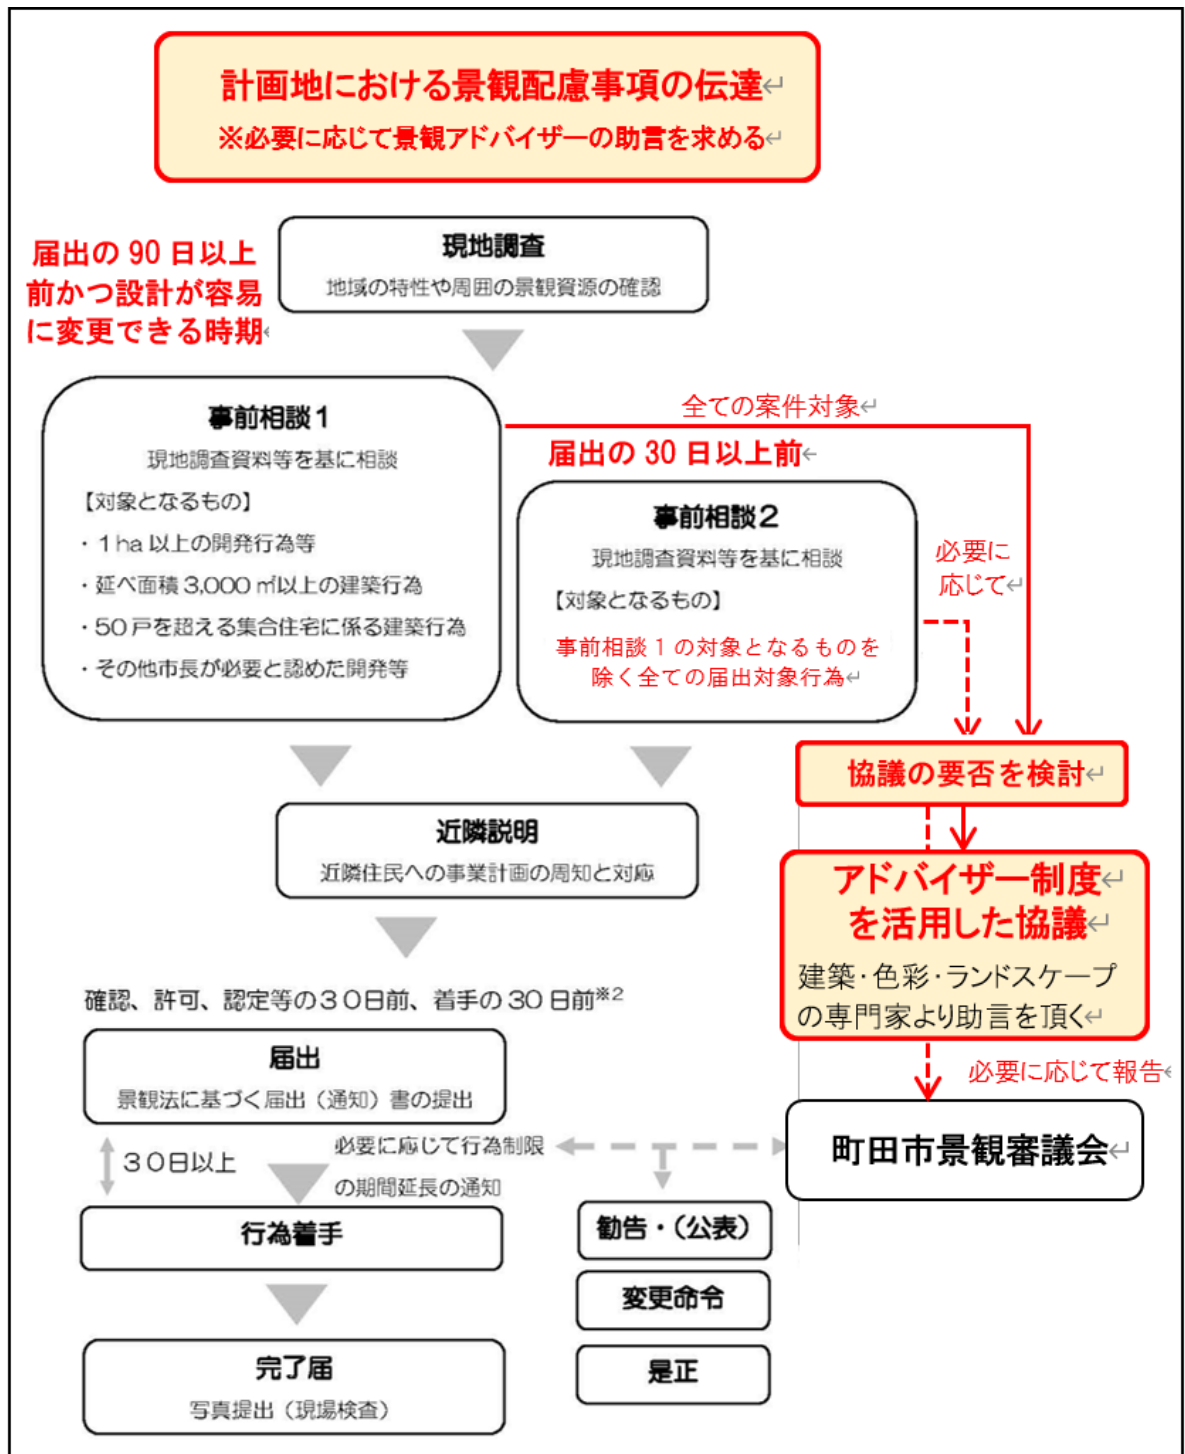 計画地における景観配慮事項の伝達↵
※必要に応じて景観アドバイザーの助言を求める↵
現地調査
地域の特性や周囲の景観資源の確認
届出の 90 日以上
前かつ設計が容易
に変更できる時期↵
事前相談1
現地調査資料等を基に相談
【対象となるもの】
・1ha 以上の開発行為等
・延べ面積 3,000 ㎡以上の建築行為
・50 戸を超える集合住宅に係る建築行為
・その他市長が必要と認めた開発等
全ての案件対象↵
届出の 30 日以上前↵
事前相談2
現地調査資料等を基に相談
【対象となるもの】
事前相談 1 の対象となるものを
除く全ての届出対象行為↵
必要に
応じて↵
協議の要否を検討↵
近隣説明
近隣住民への事業計画の周知と対応
アドバイザー制度↵
を活用した協議↵
建築・色彩・ランドスケープ
の専門家より助言を頂く↵
確認、許可、認定等の30日前、着手の 30 日前※2
届出
景観法に基づく届出（通知）書の提出
必要に応じて報告↵
町田市景観審議会↵
30日以上
必要に応じて行為制限
の期間延長の通知
行為着手
勧告・（公表）
変更命令
是正
完了届
写真提出（現場検査）